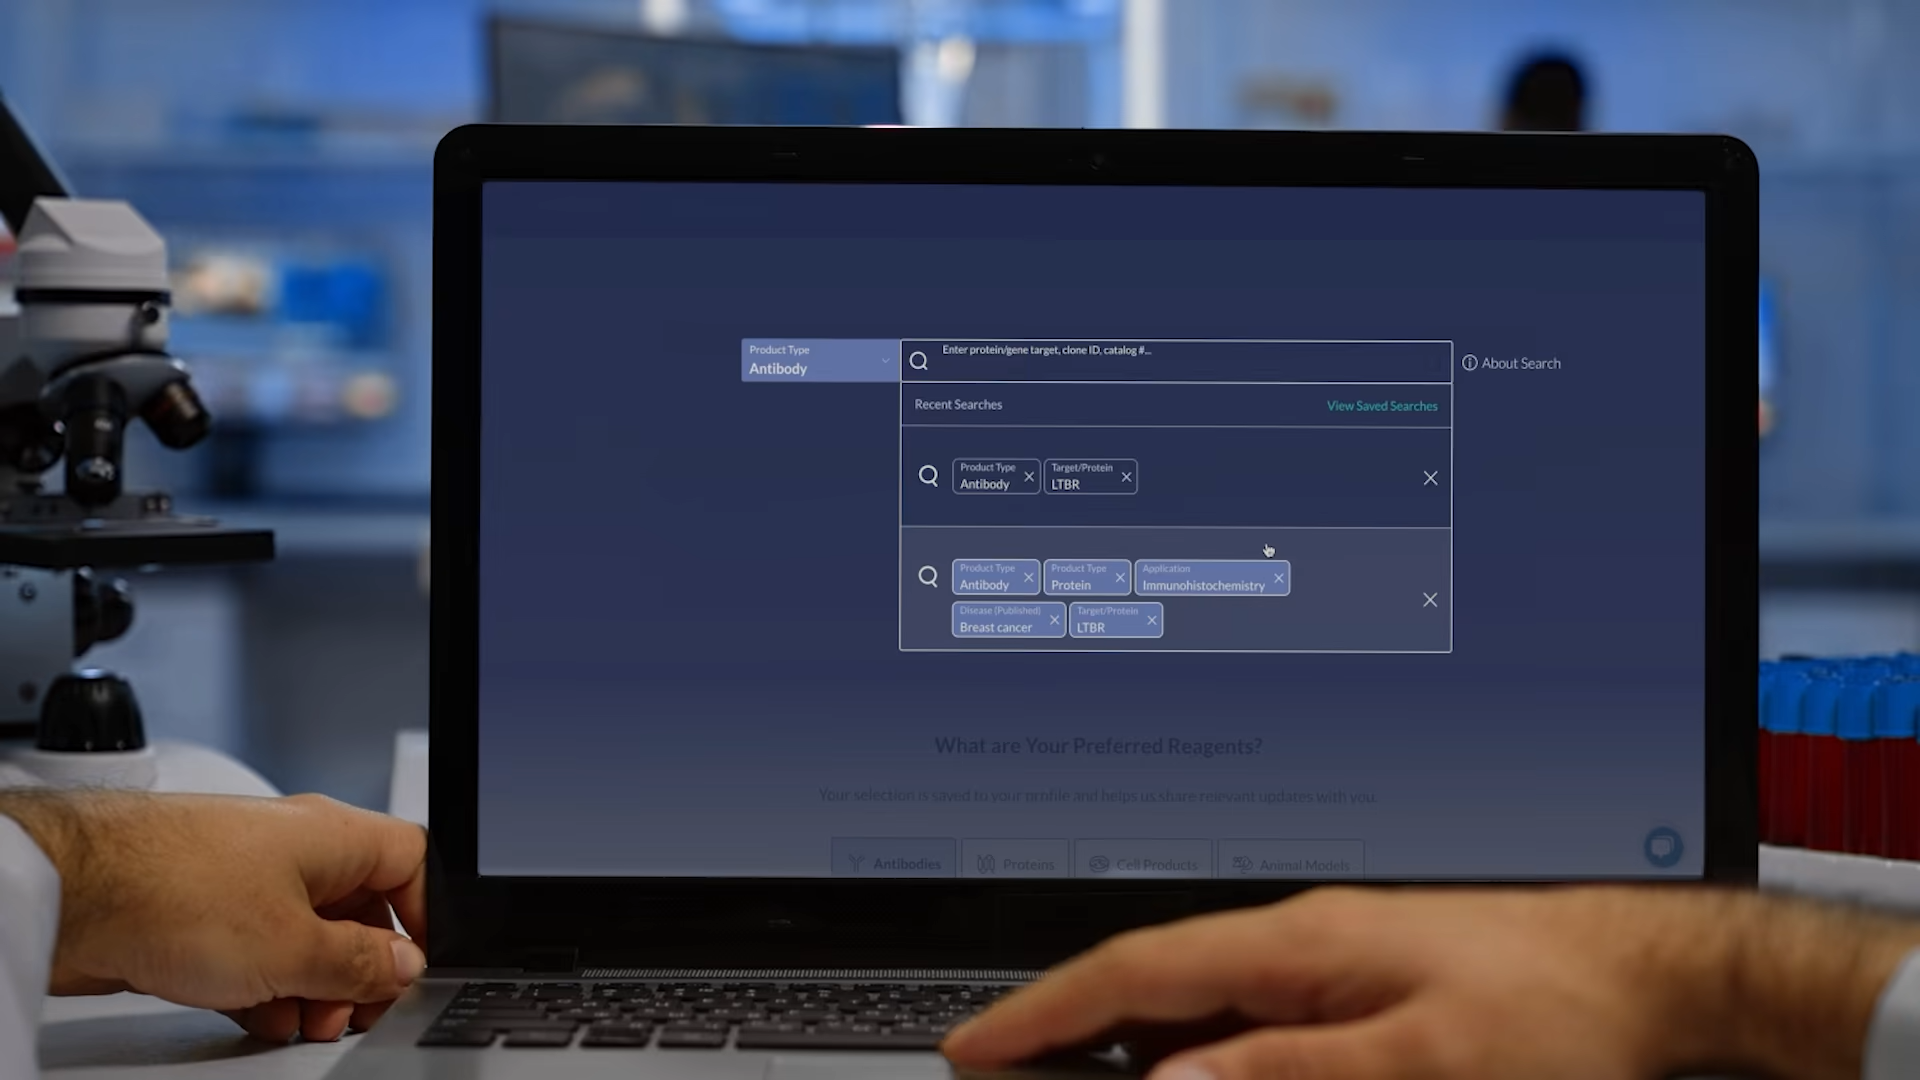 Product Type
Antibody
Enter protein/gene target, clone ID, catalog #...
About Search
Recent Searches
View Saved Searches
Product Type
Antibody
Target/Protein
LTBR
Product Type
Antibody
Product Type
Protein
Application
Immunohistochemistry
Disease (Published)
Breast cancer
Target/Protein
LTBR
What are Your Preferred Reagents?
Your selection is saved to your profile and helps us share relevant updates with you.
Antibodies
Proteins
Cell Products
Animal Models